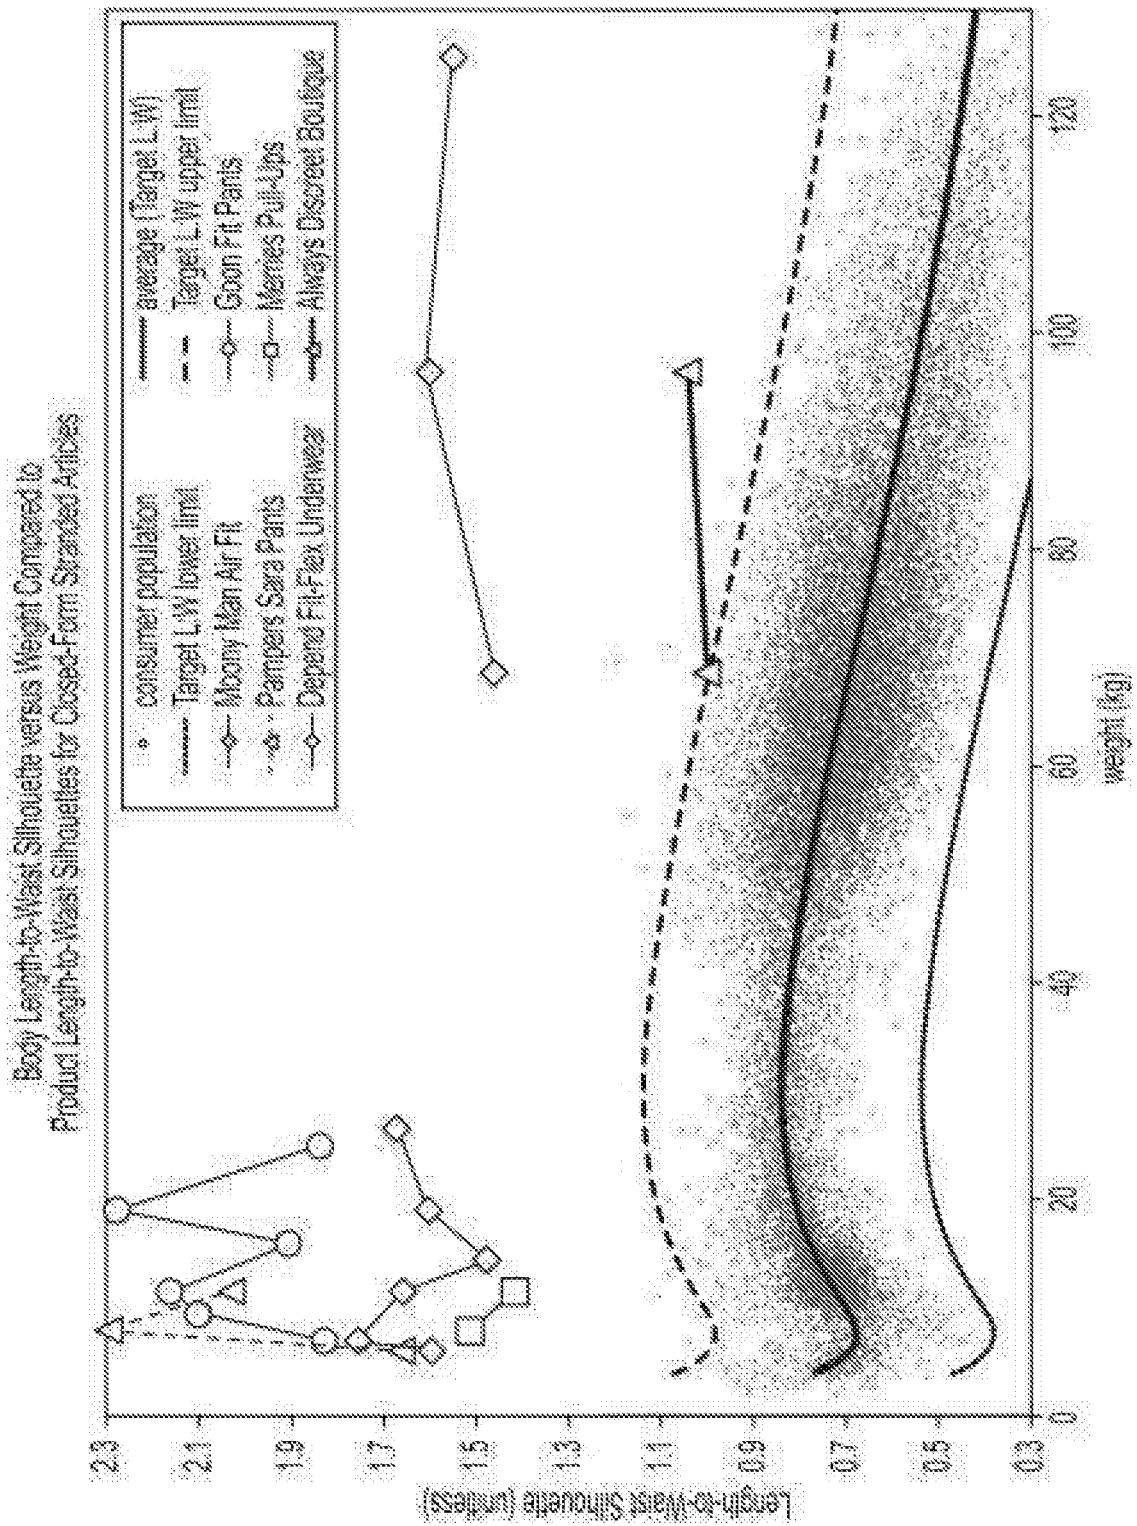 Body Length-to-Waist Silhouette versus Weight Compared to
Product Length-to-Waist Silhouettes for Closed-Form Stranded Articles
consumer population
average (Target L:W)
Target L:W lower limit
Target L:W upper limit
Moony Man Air Fit
Goon Fit Pants
Pampers Sara Pants
Merries Pull-Ups
Depend Fit-Flex Underwear
Always Discreet Boutique
Length-to-Waist Silhouette (unitless)
2.3
2.1
1.9
1.7
1.5
1.3
1.1
0.9
0.7
0.5
0.3
0
20
40
60
80
100
120
weight (kg)